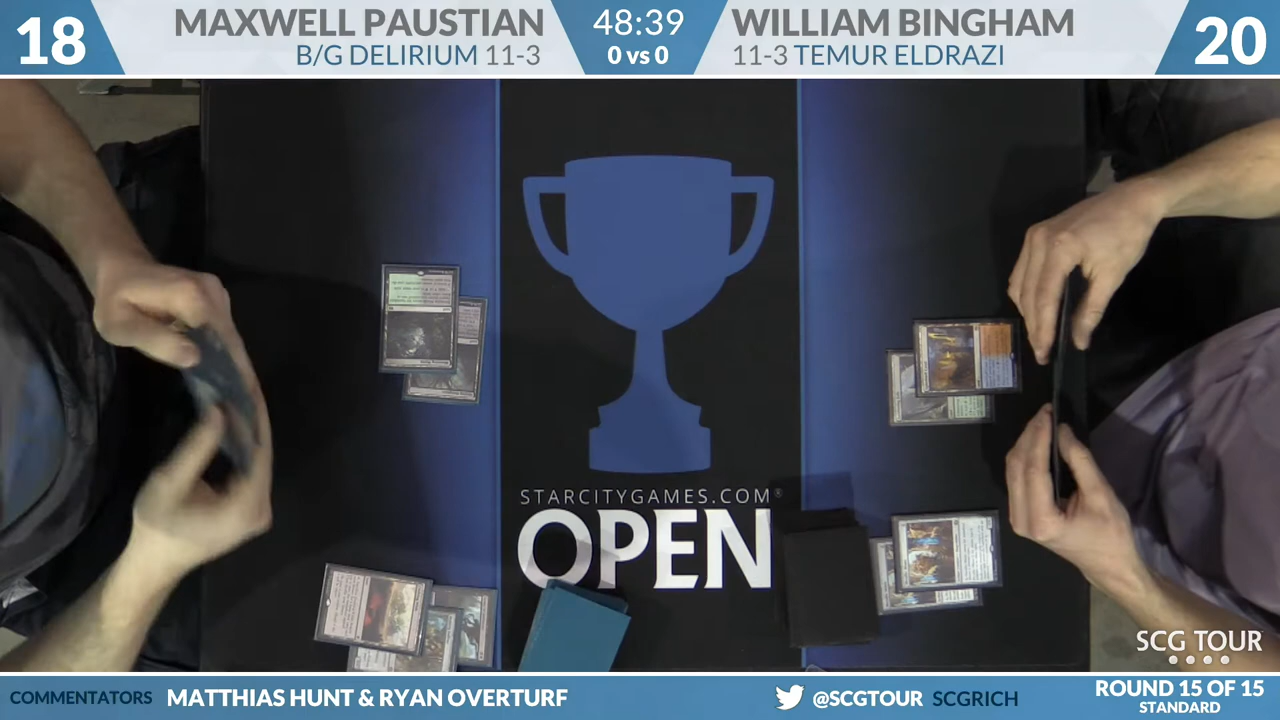 18
MAXWELL PAUSTIAN
B/G DELIRIUM 11-3
48:39
0 vs 0
WILLIAM BINGHAM
11-3 TEMUR ELDRAZI
20
STARCITYGAMES.COM®
OPEN
SCG TOUR
COMMENTATORS MATTHIAS HUNT & RYAN OVERTURF
@SCGTOUR SCGRICH
ROUND 15 OF 15
STANDARD